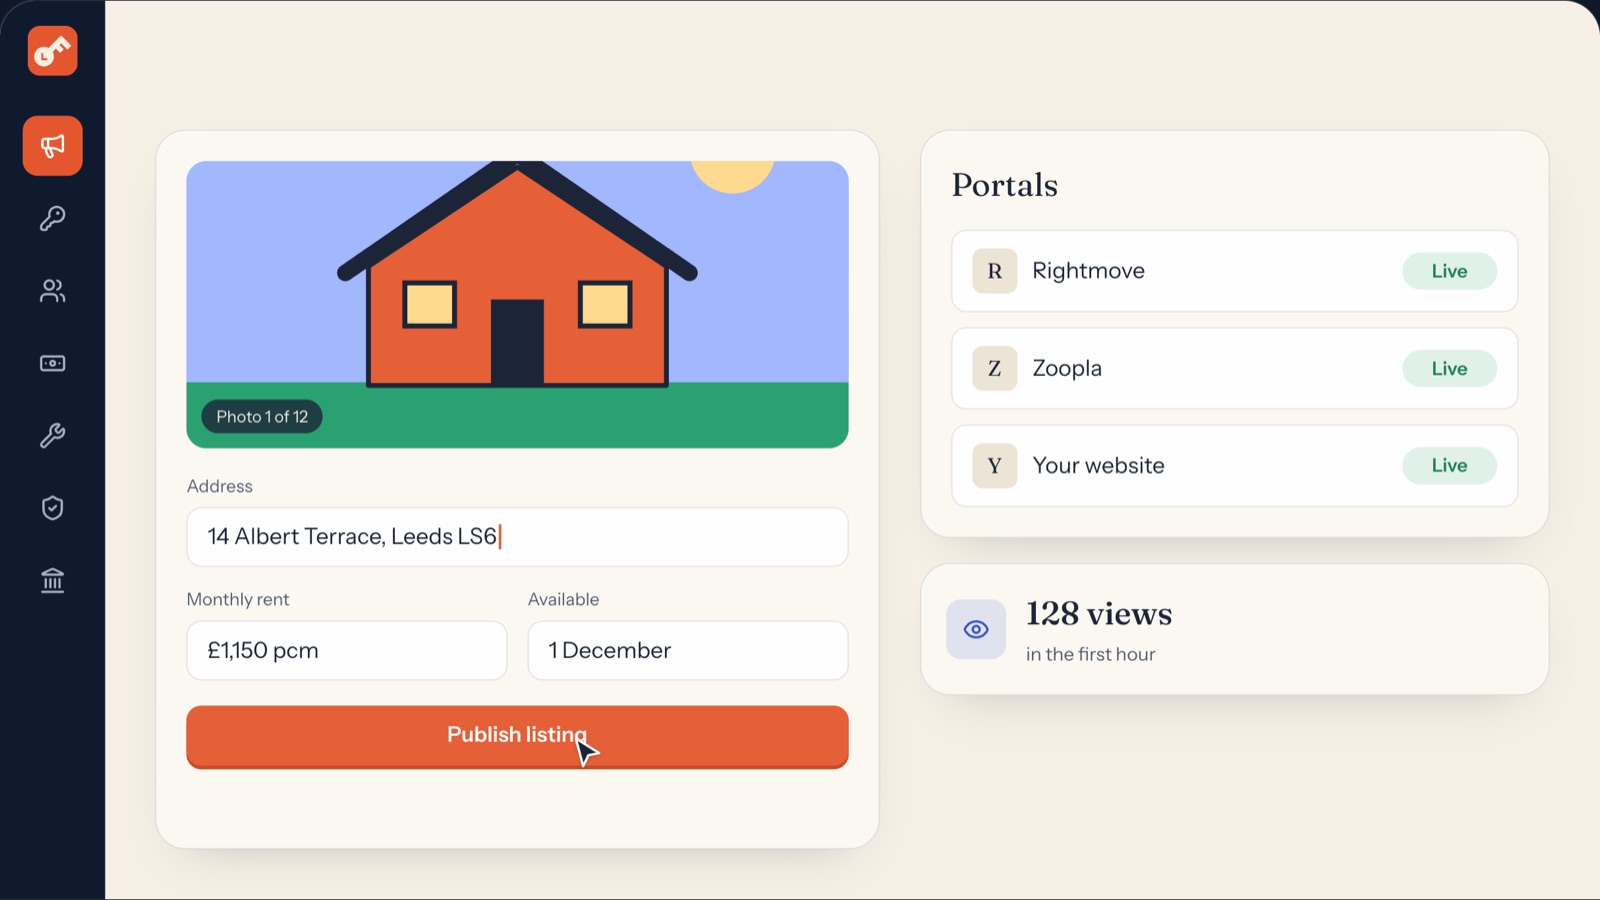 L
Photo 1 of 12
Address
14 Albert Terrace, Leeds LS6
Monthly rent
Available
£1,150 pcm
1 December
Publish listing
Portals
R
Rightmove
Live
Z
Zoopla
Live
Y
Your website
Live
128 views
in the first hour